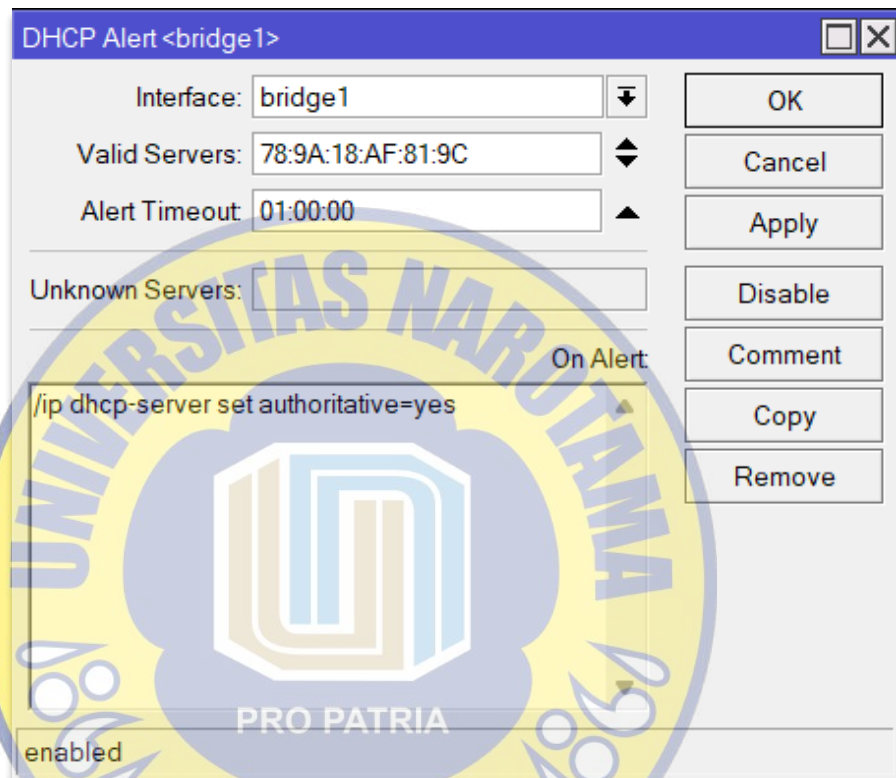 DHCP Alert <bridge1>
Interface: bridge1
OK
Valid Servers: 78:9A:18:AF:81:9C
Cancel
Alert Timeout: 01:00:00
Apply
Unknown Servers:
Disable
On Alert:
Comment
/ip dhcp-server set authoritative=yes
Copy
Remove
enabled
UNIVERSITAS NAROTAMA
PRO PATRIA